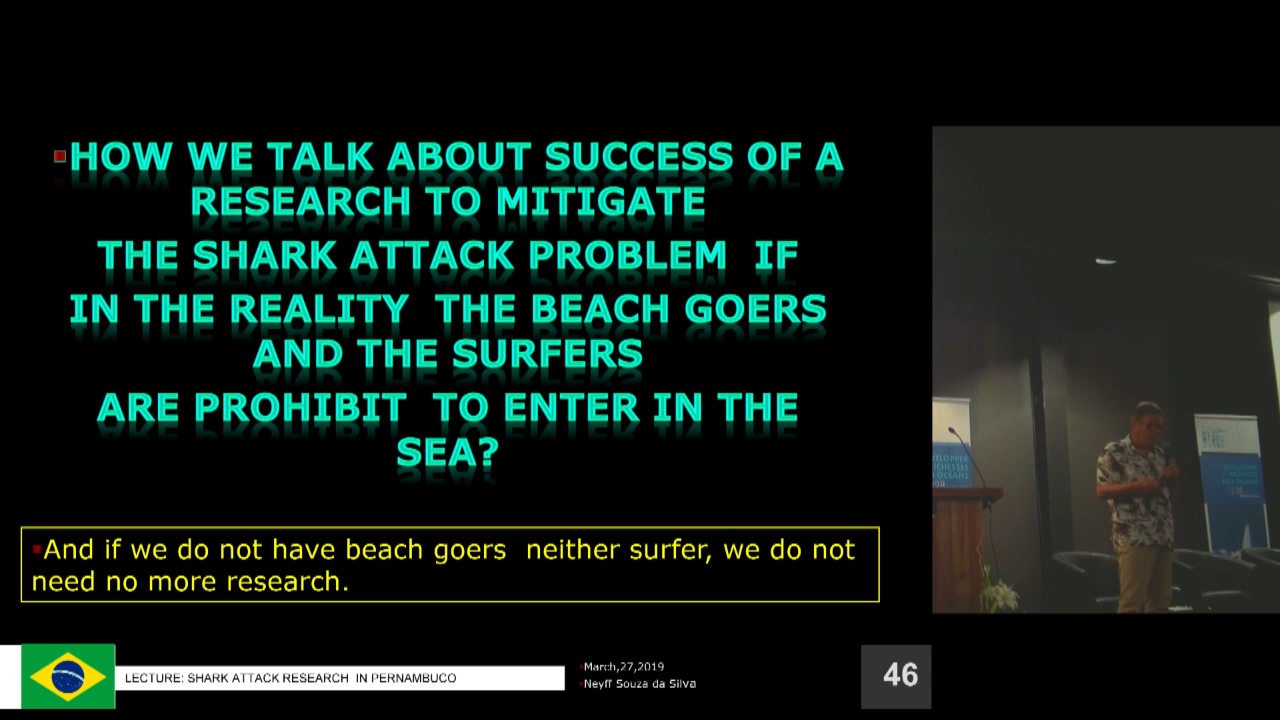 HOW WE TALK ABOUT SUCCESS OF A
RESEARCH TO MITIGATE
THE SHARK ATTACK PROBLEM IF
IN THE REALITY THE BEACH GOERS
AND THE SURFERS
ARE PROHIBIT TO ENTER IN THE
SEA?
And if we do not have beach goers neither surfer, we do not
need no more research.
LECTURE: SHARK ATTACK RESEARCH IN PERNAMBUCO
March,27,2019
Neyff Souza da Silva
46